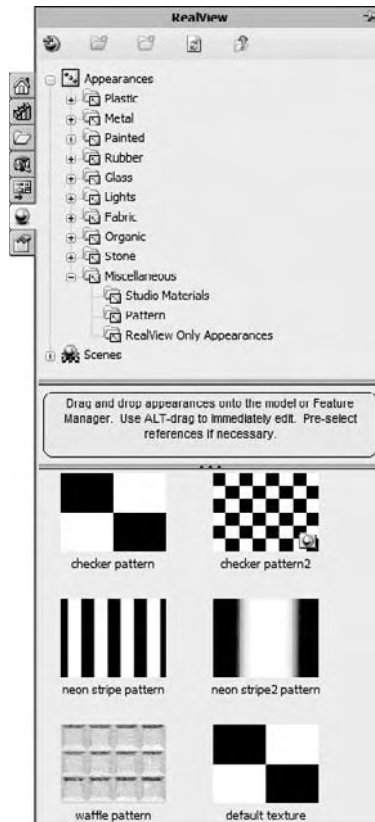 RealView
Appearances
Plastic
Metal
Painted
Rubber
Glass
Lights
Fabric
Organic
Stone
Miscellaneous
Studio Materials
Pattern
RealView Only Appearances
Scenes
Drag and drop appearances onto the model or Feature
Manager. Use ALT-drag to immediately edit. Pre-select
references if necessary.
checker pattern
checker pattern2
neon stripe pattern
neon stripe2 pattern
waffle pattern
default texture